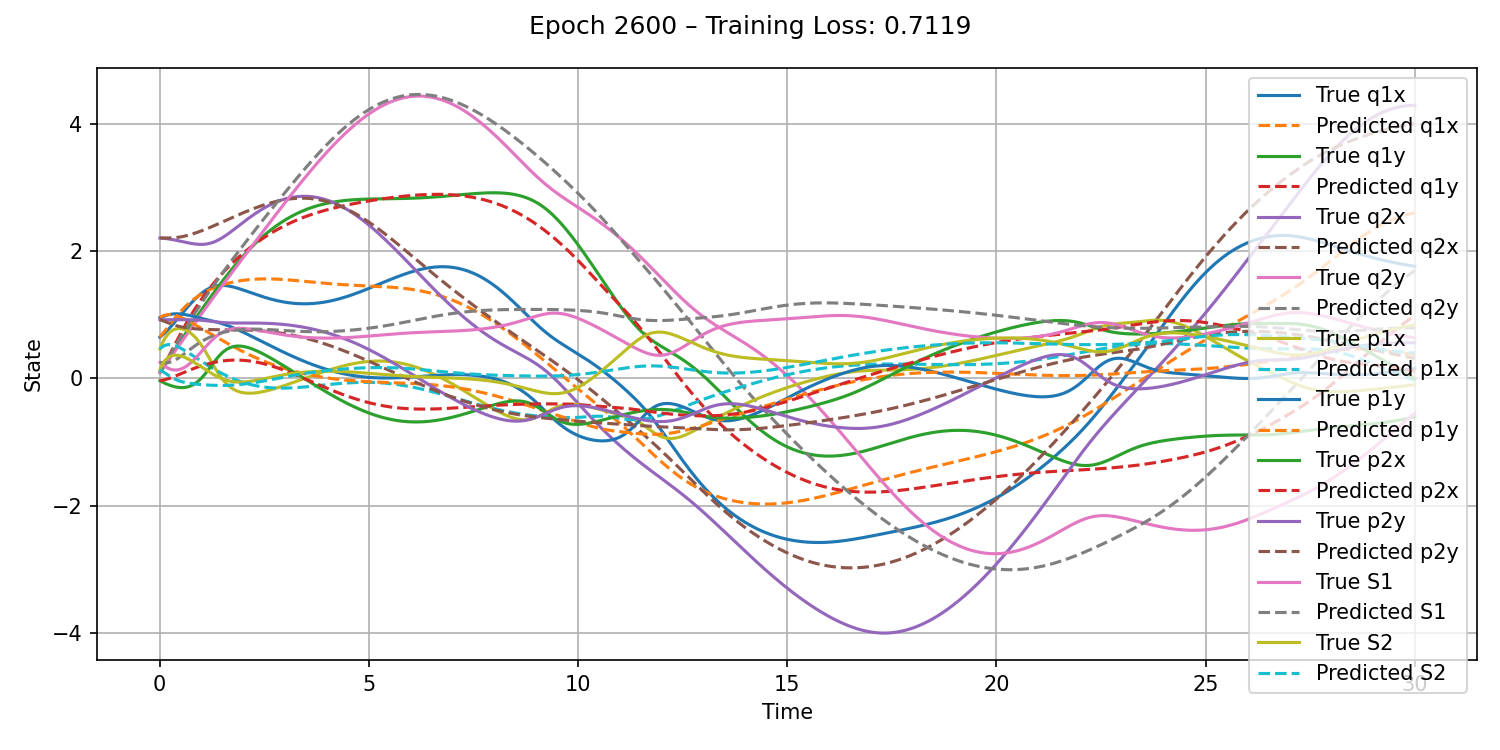 Epoch 2600 – Training Loss: 0.7119
State
4
2
0
−2
−4
0
5
10
15
20
25
30
Time
True q1x
Predicted q1x
True q1y
Predicted q1y
True q2x
Predicted q2x
True q2y
Predicted q2y
True p1x
Predicted p1x
True p1y
Predicted p1y
True p2x
Predicted p2x
True p2y
Predicted p2y
True S1
Predicted S1
True S2
Predicted S2